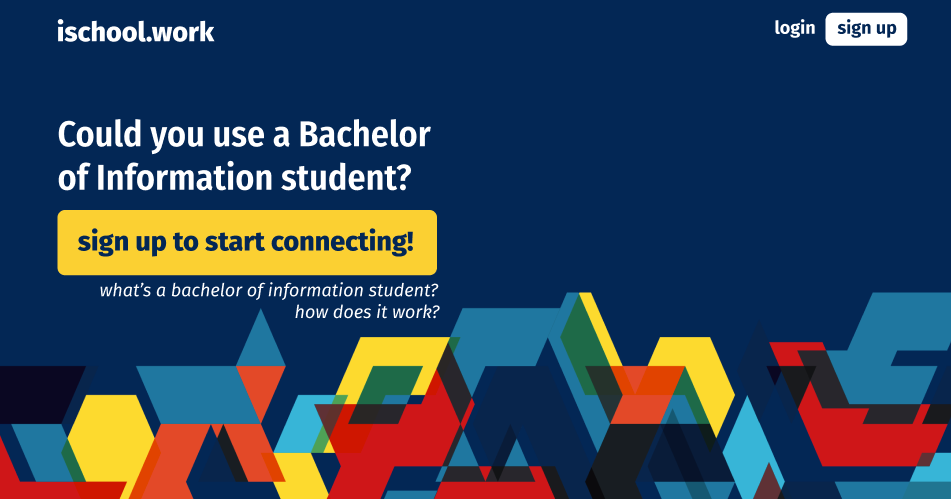 ischool.work
login
sign up
Could you use a Bachelor
of Information student?
sign up to start connecting!
what's a bachelor of information student?
how does it work?